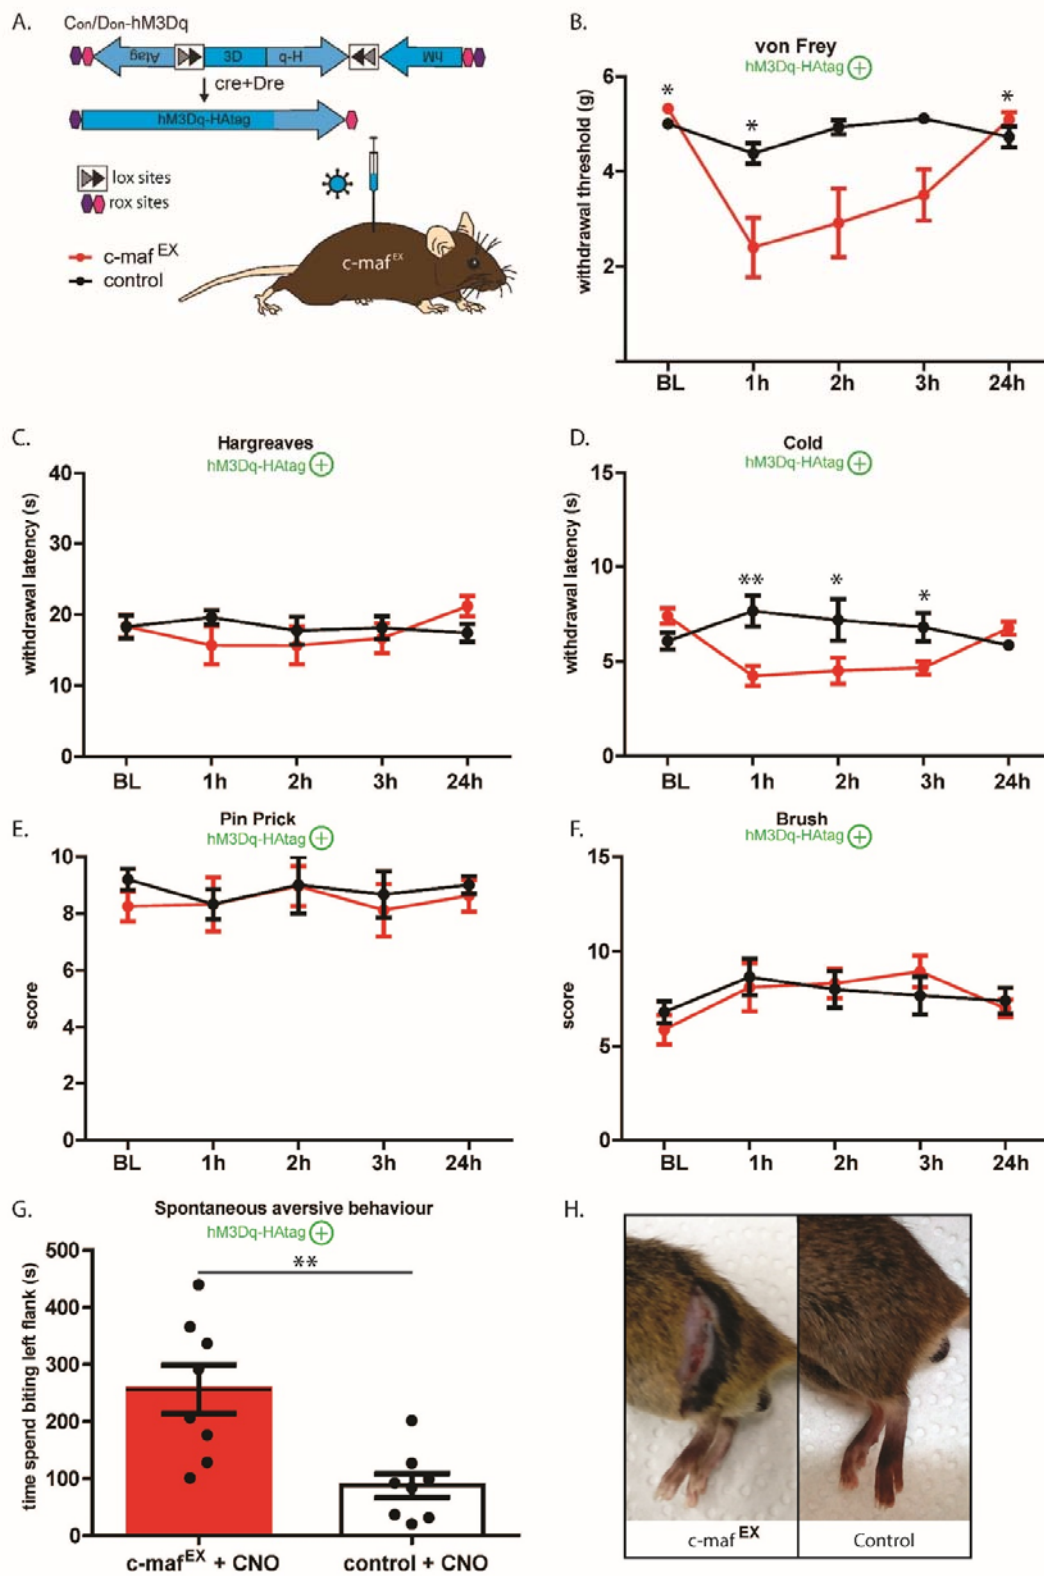 A.
Con/Don-hM3Dq
Atag
3D
H-q
hM
cre+Dre
hM3Dq-HAtag
lox sites
rox sites
c-maf EX
control
c-maf EX
B.
von Frey
hM3Dq-HAtag +
withdrawal threshold (g)
6
4
2
*
*
*
BL 1h 2h 3h 24h
C.
Hargreaves
hM3Dq-HAtag +
withdrawal latency (s)
40
30
20
10
0
BL 1h 2h 3h 24h
D.
Cold
hM3Dq-HAtag +
withdrawal latency (s)
15
10
5
0
**
*
*
BL 1h 2h 3h 24h
E.
Pin Prick
hM3Dq-HAtag +
score
10
8
6
4
2
0
BL 1h 2h 3h 24h
F.
Brush
hM3Dq-HAtag +
score
15
10
5
0
BL 1h 2h 3h 24h
G.
Spontaneous aversive behaviour
hM3Dq-HAtag +
**
time spend biting left flank (s)
500
400
300
200
100
0
c-maf EX + CNO control + CNO
H.
c-maf EX Control